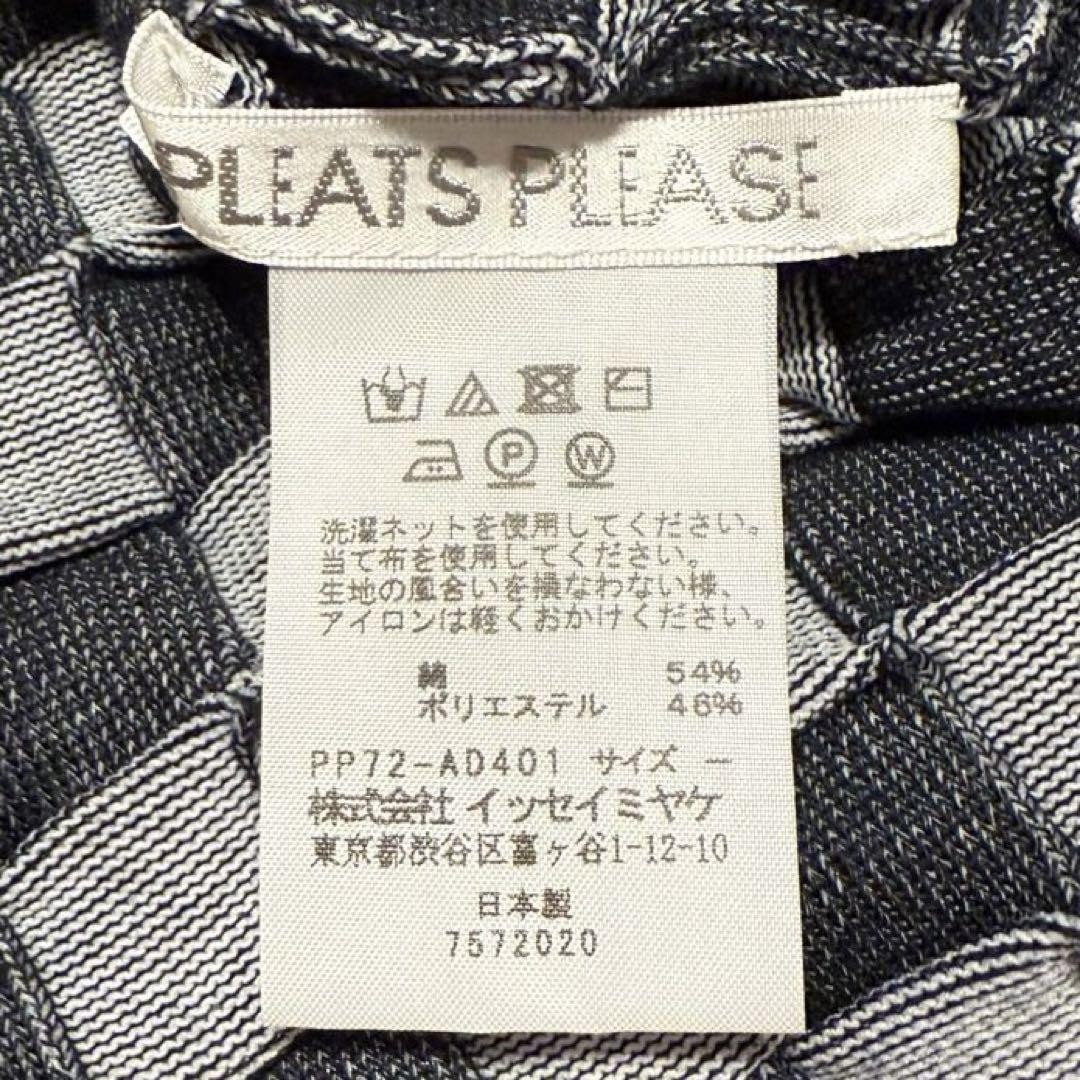 PLEATS PLEASE
P W
洗濯ネットを使用してください。
当て布を使用してください。
生地の風合いを損なわない様、
アイロンは軽くおかけください。
綿 54%
ポリエステル 46%
PP72-AD401 サイズ ー
株式会社 イッセイミヤケ
東京都渋谷区富ヶ谷1-12-10
日本製
7572020